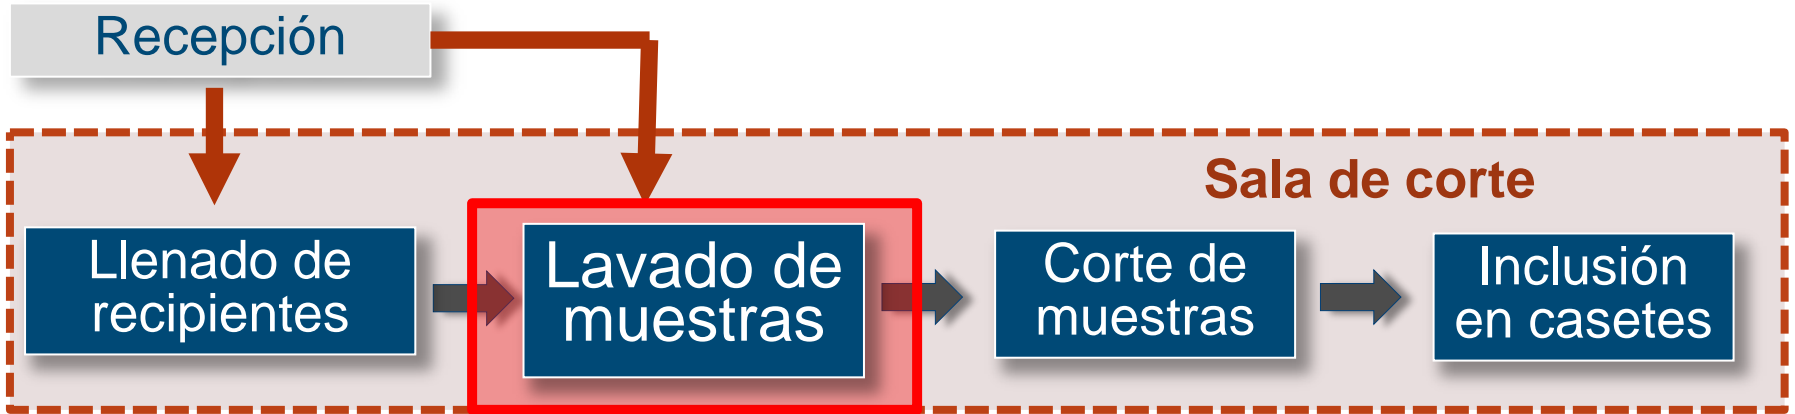 Recepción
Sala de corte
Llenado de
recipientes
Lavado de
muestras
Corte de
muestras
Inclusión
en casetes